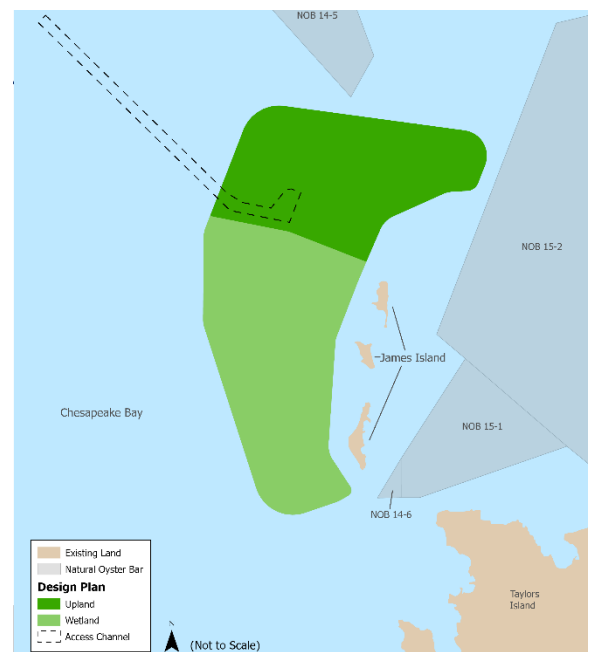 NOB 14-5
NOB 15-2
James Island
Chesapeake Bay
NOB 15-1
NOB 14-6
Existing Land
Natural Oyster Bar
Design Plan
Upland
Wetland
Access Channel
Taylors
Island
N
(Not to Scale)